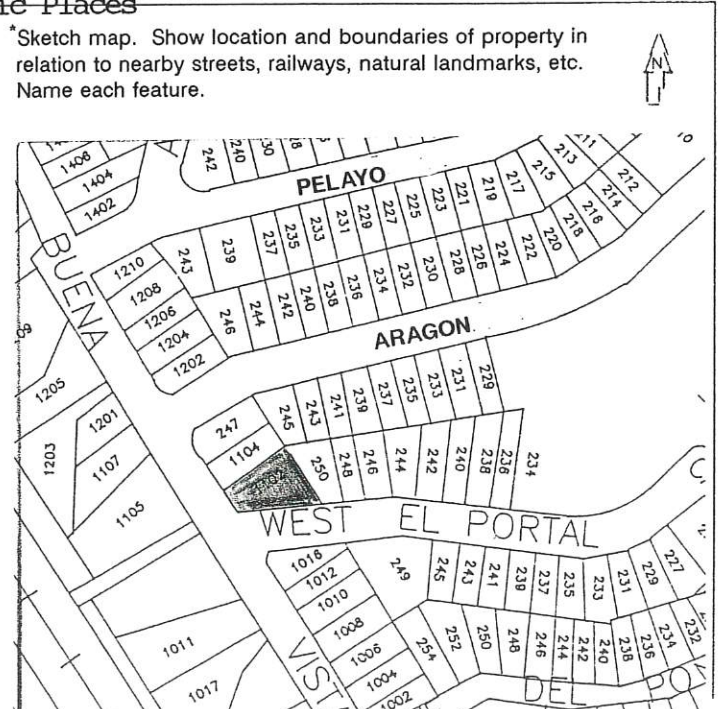 ic Places
*Sketch map. Show location and boundaries of property in
relation to nearby streets, railways, natural landmarks, etc.
Name each feature.
N
1406
1404
1402
242 240 230
PELAYO
211 213 215 217 219 221 223 225 227 229 231 233 235 237 239 243
212 214 216 218 220 222 224 226 228 230 232 234 236 238 240 242 244 246
BUENA
1210
1208
1206
1204
1202
ARAGON
1205
1203
1201
1107
1105
247
1104
245 243 241 239 237 235 233 231 229
250 248 246 244 242 240 238 236 234
WEST EL PORTAL
1016
1012
1010
1008
1006
1004
1002
249 245 243 241 239 237 235 233 231 229 227
254 252 250 248 246 244 242 240 238 236 234 232
1011
1017
DEL